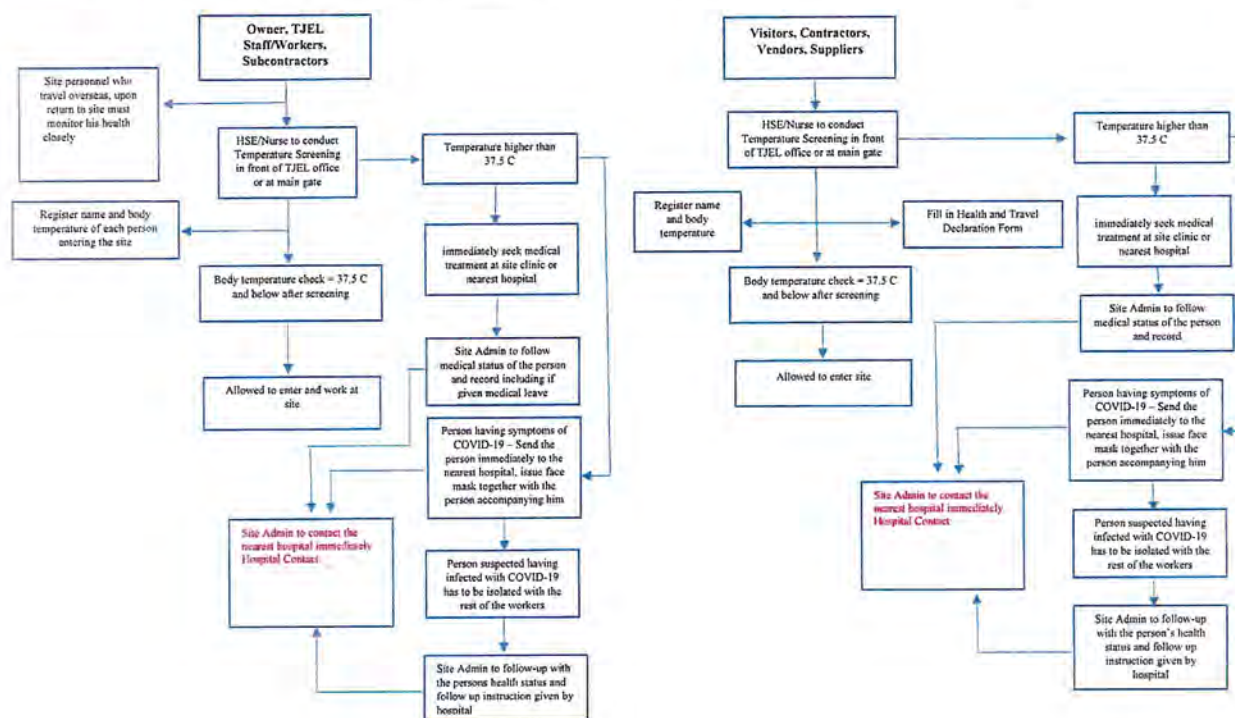 Owner, TJEL
Staff/Workers,
Subcontractors
Site personnel who
travel overseas, upon
return to site must
monitor his health
closely
HSE/Nurse to conduct
Temperature Screening
in front of TJEL office
or at main gate
Temperature higher than
37.5 C
Register name and body
temperature of each person
entering the site
immediately seek medical
treatment at site clinic or
nearest hospital
Body temperature check = 37.5 C
and below after screening
Site Admin to follow
medical status of the person
and record including if
given medical leave
Allowed to enter and work at
site
Person having symptoms of
COVID-19 – Send the
person immediately to the
nearest hospital, issue face
mask together with the
person accompanying him
Site Admin to contact the
nearest hospital immediately
Hospital Contact
Person suspected having
infected with COVID-19
has to be isolated with the
rest of the workers
Site Admin to follow-up with
the persons health status and
follow up instruction given by
hospital
Visitors, Contractors,
Vendors, Suppliers
HSE/Nurse to conduct
Temperature Screening in front
of TJEL office or at main gate
Temperature higher than
37.5 C
Register name
and body
temperature
Fill in Health and Travel
Declaration Form
immediately seek medical
treatment at site clinic or
nearest hospital
Body temperature check = 37.5 C
and below after screening
Site Admin to follow
medical status of the person
and record.
Allowed to enter site
Person having symptoms of
COVID-19 – Send the
person immediately to the
nearest hospital, issue face
mask together with the
person accompanying him
Site Admin to contact the
nearest hospital immediately
Hospital Contact
Person suspected having
infected with COVID-19
has to be isolated with the
rest of the workers
Site Admin to follow-up
with the person's health
status and follow up
instruction given by
hospital